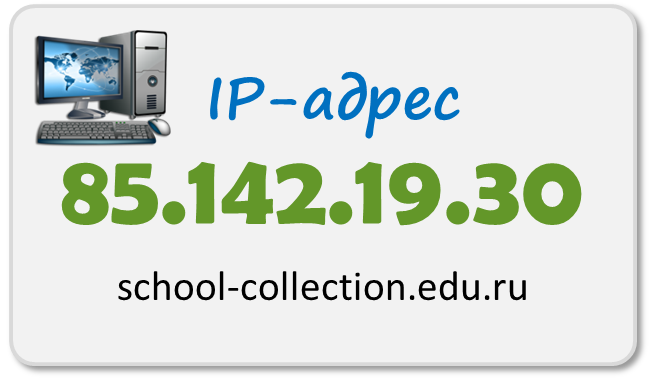 IP-адрес
85.142.19.30
school-collection.edu.ru